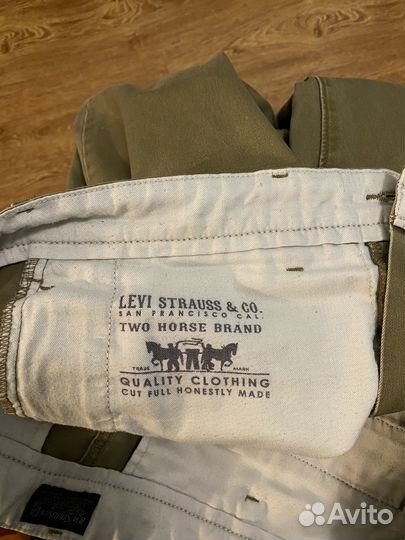 LEVI STRAUSS & CO.
SAN FRANCISCO CAL.
TWO HORSE BRAND
TRADE MARK
QUALITY CLOTHING
CUT FULL HONESTLY MADE
Avito